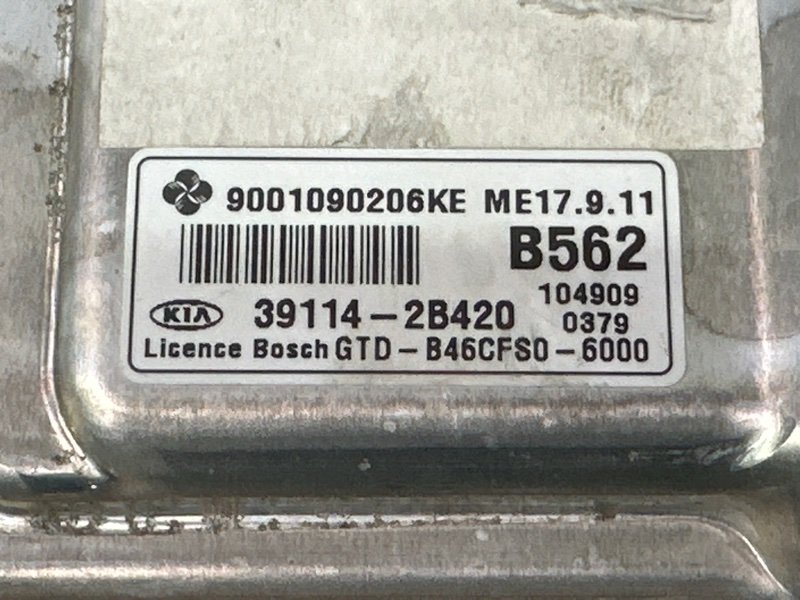 9001090206KE ME17.9.11
B562
104909
KIA 39114-2B420
0379
Licence Bosch GTD-B46CFS0-6000